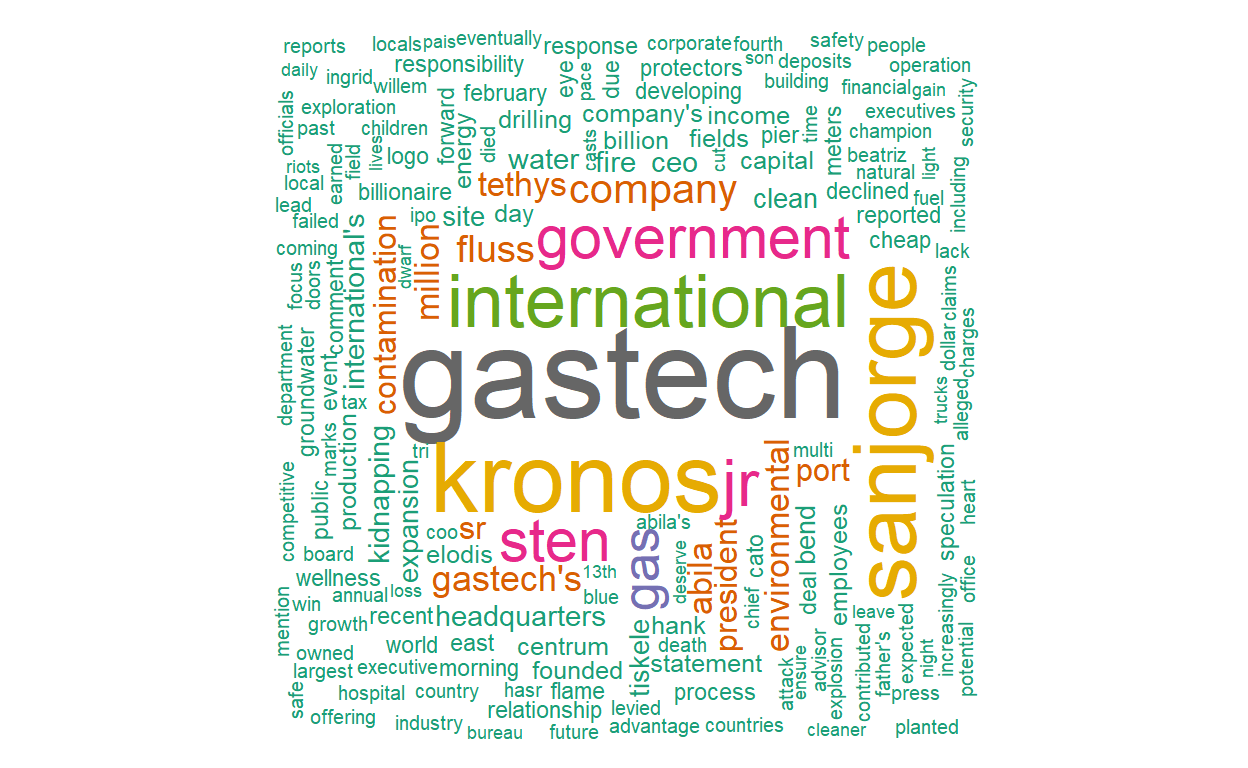 reports
locals
pais
eventually
response
corporate
fourth
safety
people
daily
ingrid
willem
responsibility
eye
pace
due
protectors
son
deposits
building
operation
officials
exploration
february
developing
financial
gain
security
past
children
forward
energy
drilling
died
casts
company's
income
time
meters
executives
champion
riots
local
earned
field
lives
logo
water
fire
billion
ceo
fields
cut
pier
capital
beatriz
natural
light
lead
failed
billionaire
tethys
company
clean
declined
fuel
including
ipo
site
day
reported
coming
focus
doors
comment
international's
contamination
dwarf
million
fluss
government
cheap
lack
international
sanjorge
dollar
claims
charges
department
groundwater
event
tax
gastech
trucks
alleged
competitive
public
marks
production
kidnapping
expansion
tri
kronos
jr
environmental
multi
port
speculation
heart
board
coo
sr
elodis
sten
abila's
gas
deserve
abila
president
cato
chief
deal
bend
employees
wellness
annual
loss
gastech's
13th
blue
leave
increasingly
office
mention
win
growth
recent
headquarters
tiskele
hank
death
owned
world
east
centrum
statement
attack
ensure
advisor
explosion
contributed
father's
expected
night
potential
largest
executive
morning
founded
safe
hospital
country
hasr
flame
process
press
offering
industry
relationship
levied
bureau
future
advantage
countries
cleaner
planted